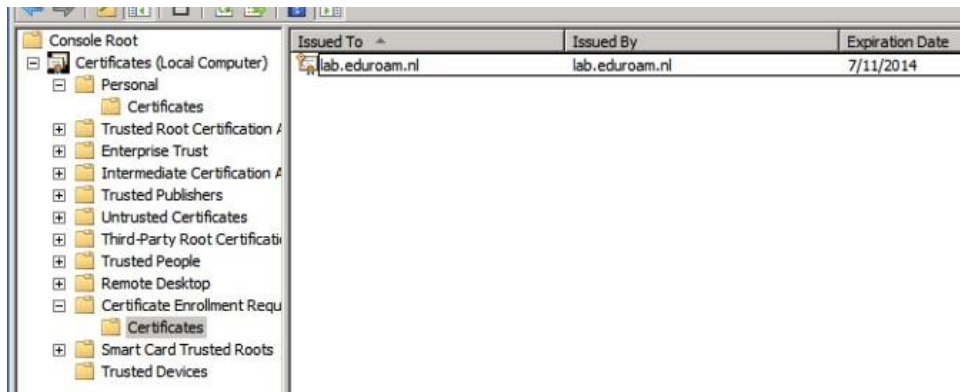 Console Root
Certificates (Local Computer)
Personal
Certificates
Trusted Root Certification A
Enterprise Trust
Intermediate Certification A
Trusted Publishers
Untrusted Certificates
Third-Party Root Certificati
Trusted People
Remote Desktop
Certificate Enrollment Requ
Certificates
Smart Card Trusted Roots
Trusted Devices
Issued To Issued By Expiration Date
lab.eduroam.nl lab.eduroam.nl 7/11/2014